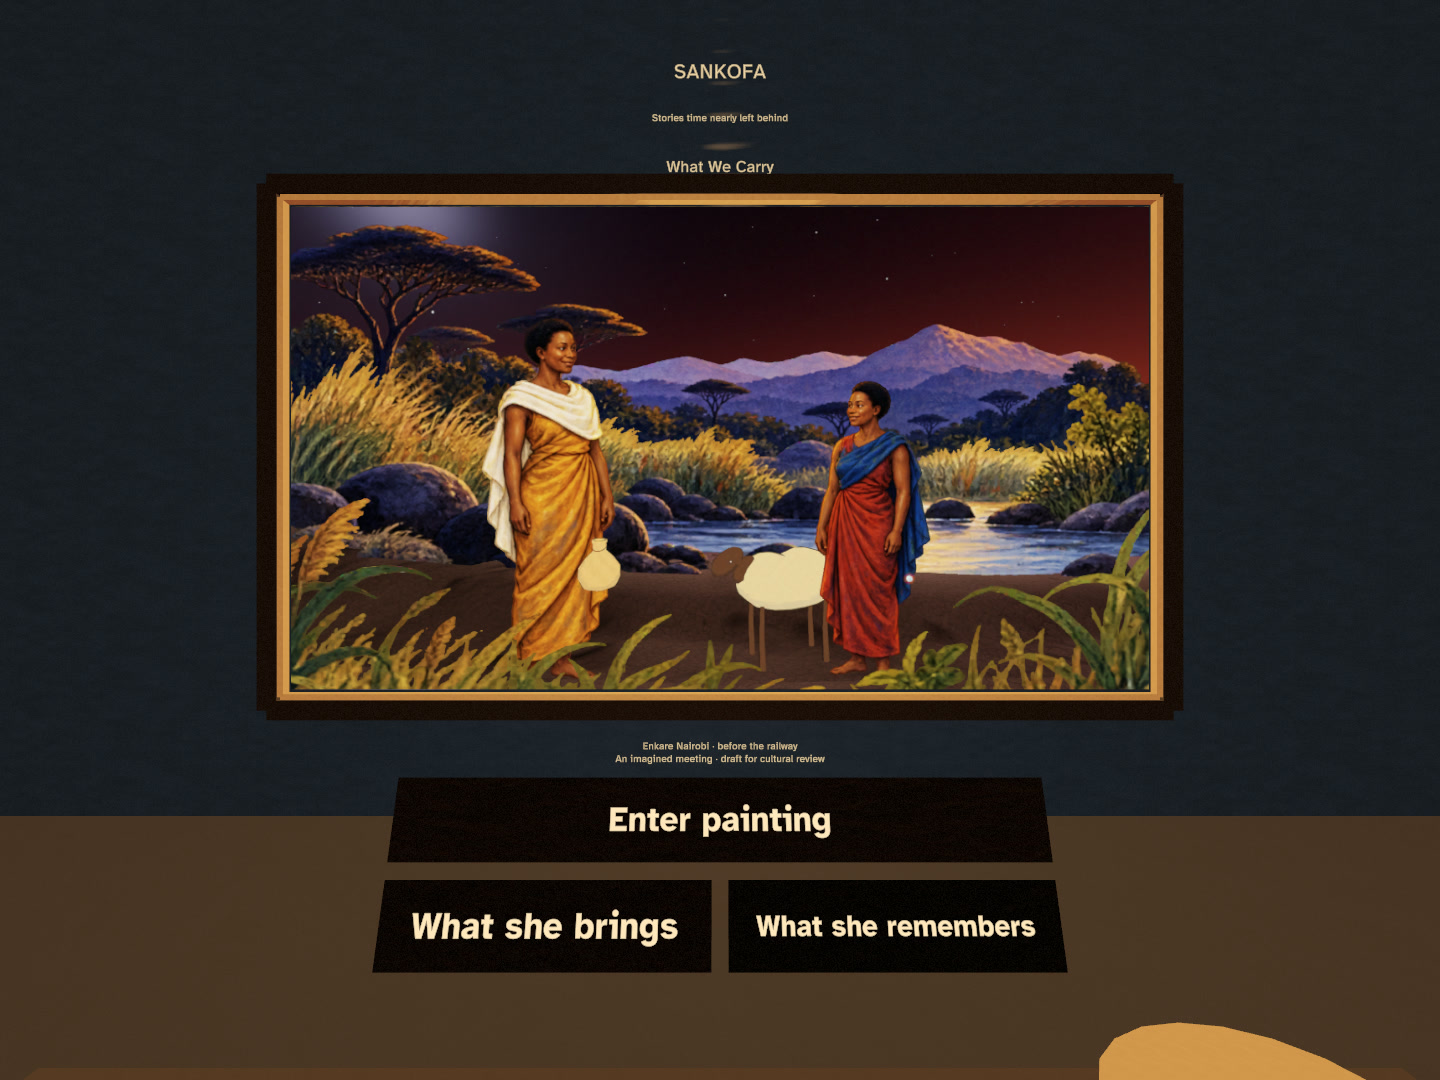 SANKOFA
Stories time nearly left behind
What We Carry
Enkare Nairobi · before the railway
An imagined meeting · draft for cultural review
Enter painting
What she brings
What she remembers